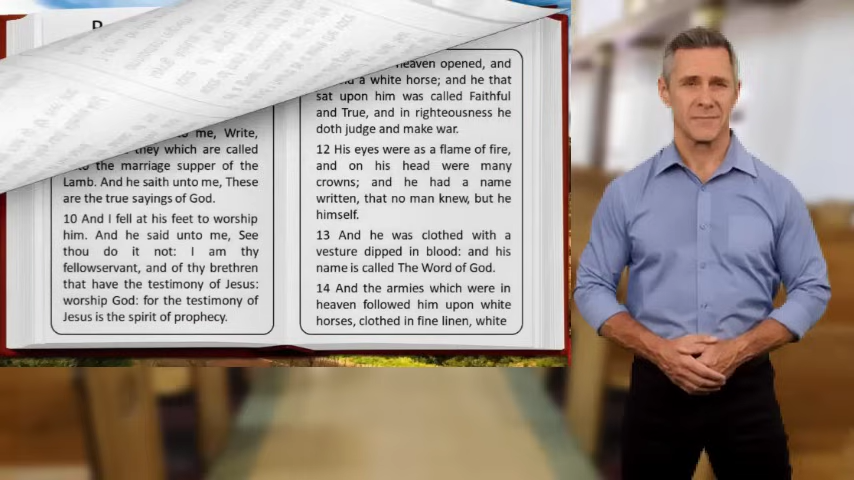 me, Write,
they which are called
the marriage supper of the
Lamb. And he saith unto me, These
are the true sayings of God.
10 And I fell at his feet to worship
him. And he said unto me, See
thou do it not: I am thy
fellowservant, and of thy brethren
that have the testimony of Jesus:
worship God: for the testimony of
Jesus is the spirit of prophecy.
heaven opened, and
a white horse; and he that
sat upon him was called Faithful
and True, and in righteousness he
doth judge and make war.
12 His eyes were as a flame of fire,
and on his head were many
crowns; and he had a name
written, that no man knew, but he
himself.
13 And he was clothed with a
vesture dipped in blood: and his
name is called The Word of God.
14 And the armies which were in
heaven followed him upon white
horses, clothed in fine linen, white